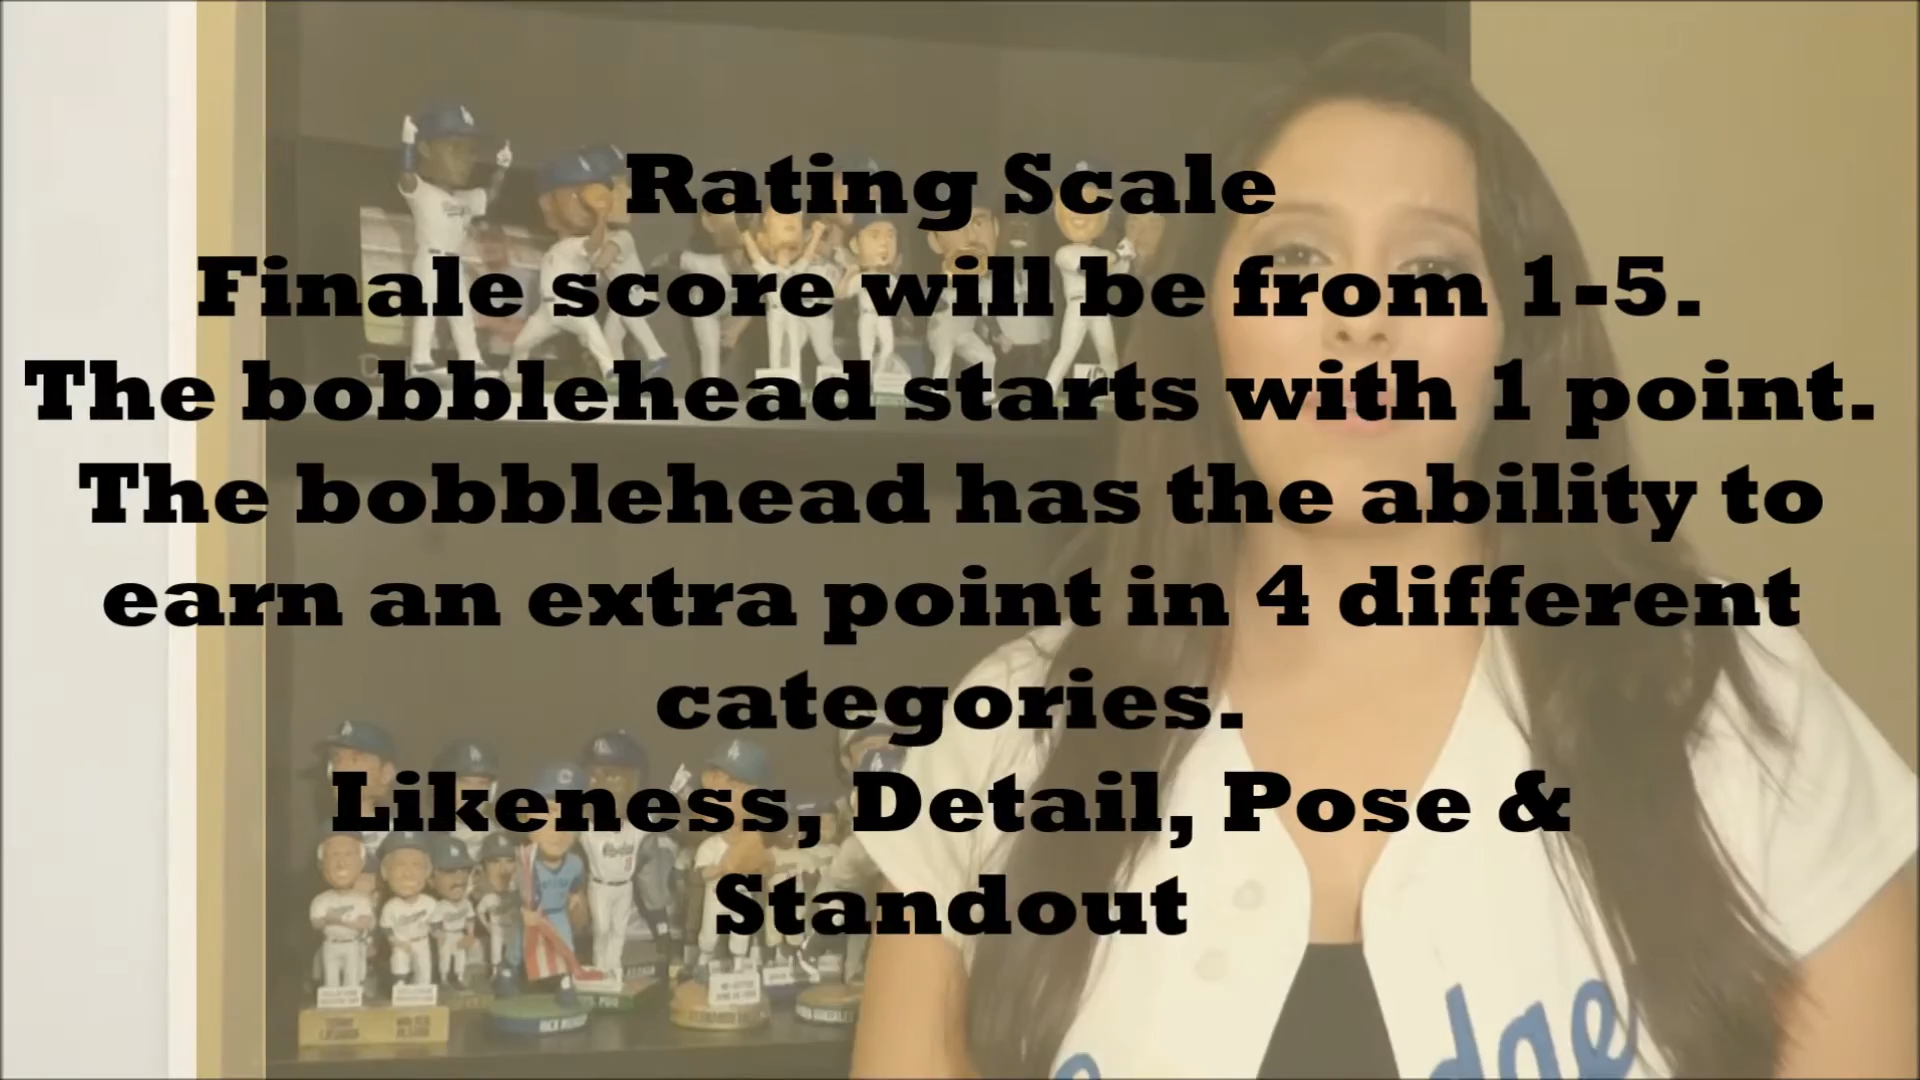 Rating Scale
Finale score will be from 1-5.
The bobblehead starts with 1 point.
The bobblehead has the ability to
earn an extra point in 4 different
categories.
Likeness, Detail, Pose &
Standout